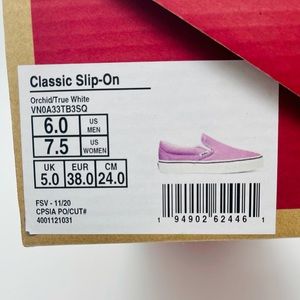 Classic Slip-On
Orchid/True White
VN0A33TB3SQ
6.0 US MEN
7.5 US WOMEN
UK EUR CM
5.0 38.0 24.0
FSV - 11/20
CPSIA PO/CUT#
4001121031
1 94902 62446 1